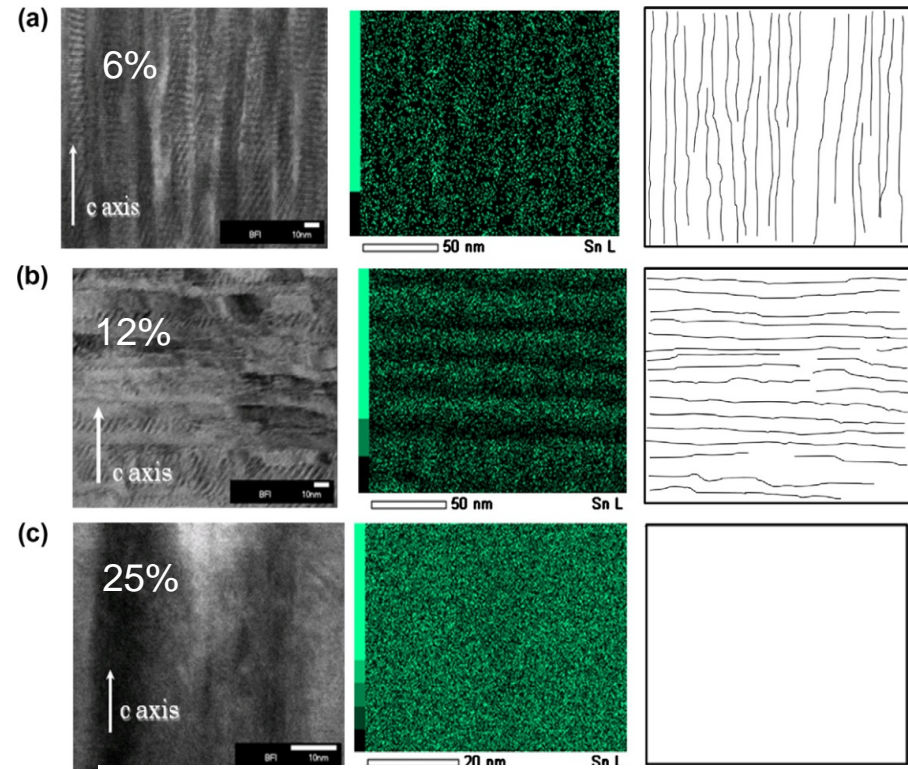 (a)
6%
c axis
BFI 10nm
50 nm Sn L
(b)
12%
c axis
BFI 10nm
50 nm Sn L
(c)
25%
c axis
BFI 10nm
20 nm Sn L